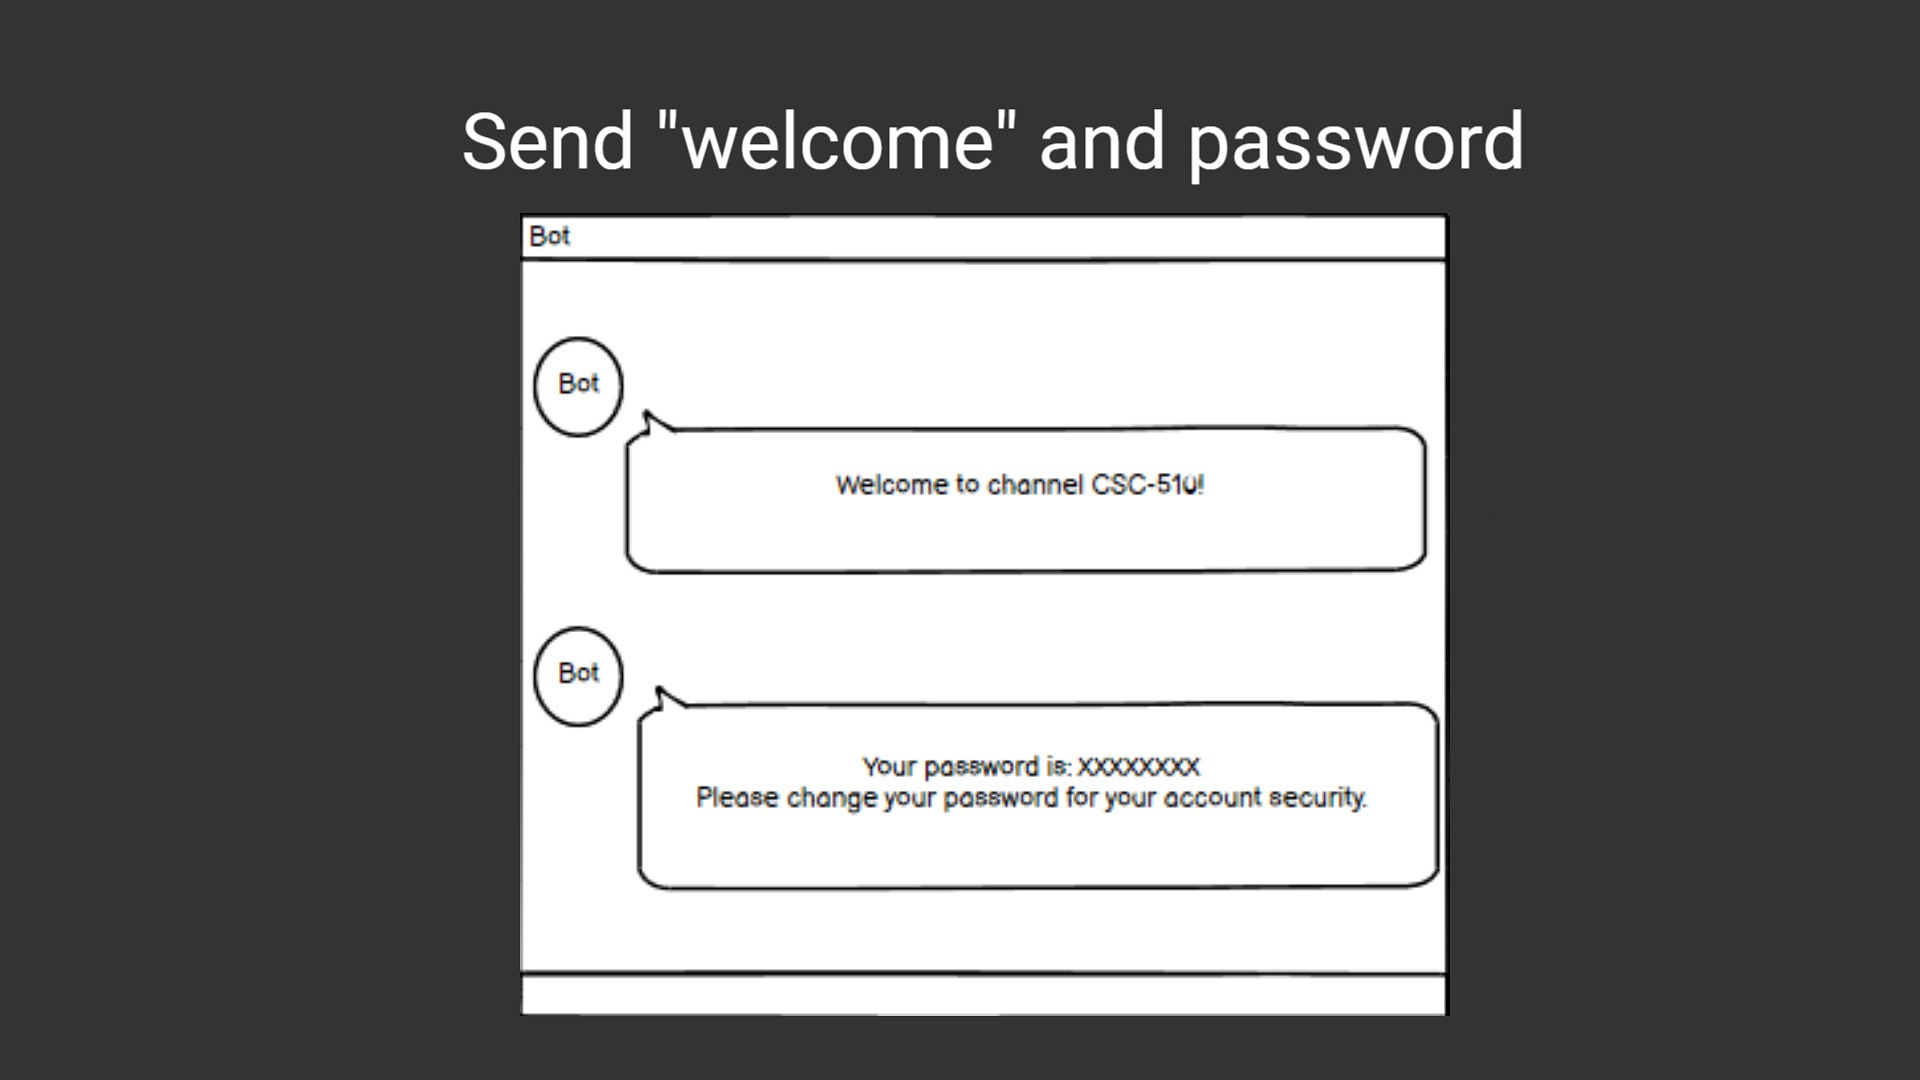 Send "welcome" and password
Bot
Bot
Welcome to channel CSC-510!
Bot
Your password is: XXXXXXXX
Please change your password for your account security.